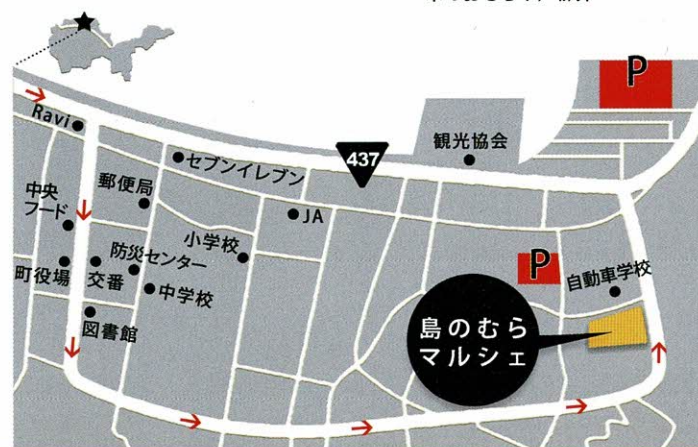 P
Ravi
437
観光協会
セブンイレブン
郵便局
中央
フード
JA
小学校
防災センター
P
自動車学校
町役場
交番
中学校
図書館
島のむら
マルシェ